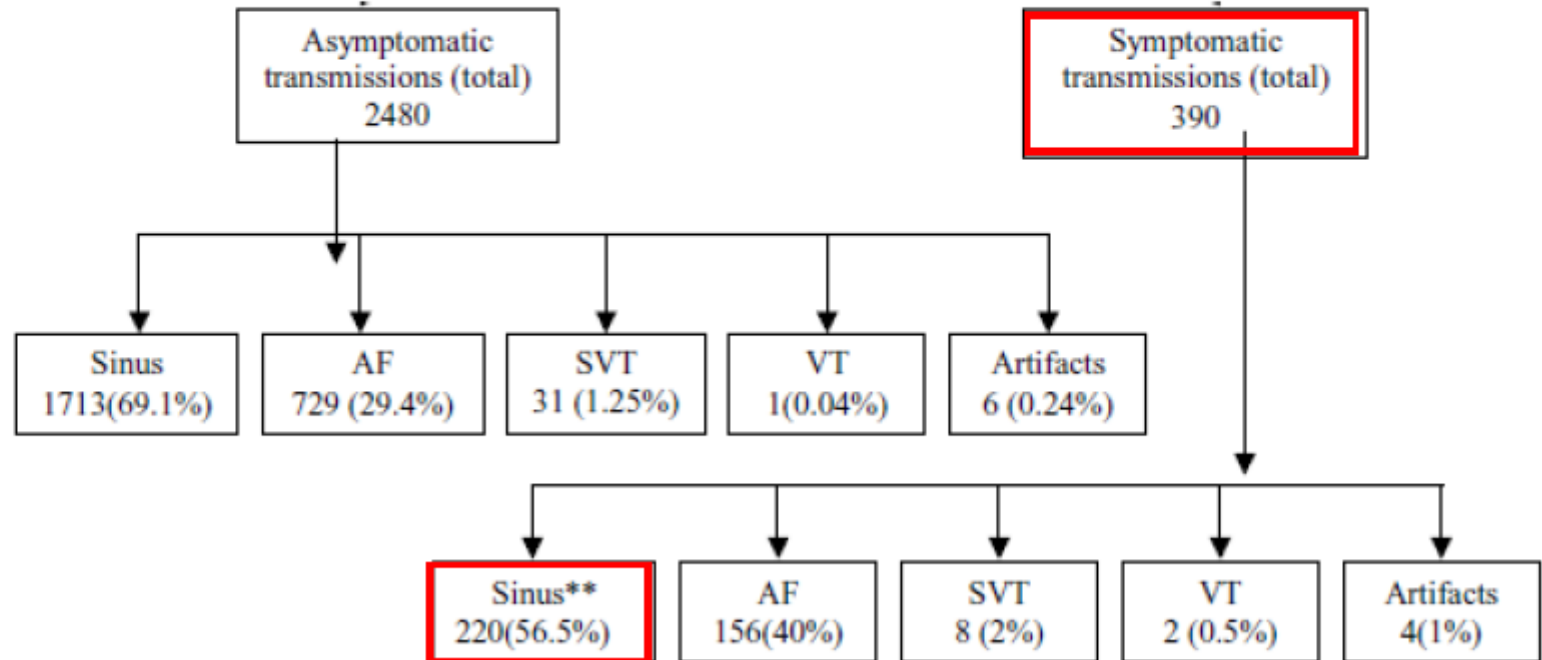 Asymptomatic
transmissions (total)
2480
Symptomatic
transmissions (total)
390
Sinus
1713(69.1%)
AF
729 (29.4%)
SVT
31 (1.25%)
VT
1(0.04%)
Artifacts
6 (0.24%)
Sinus**
220(56.5%)
AF
156(40%)
SVT
8 (2%)
VT
2 (0.5%)
Artifacts
4(1%)